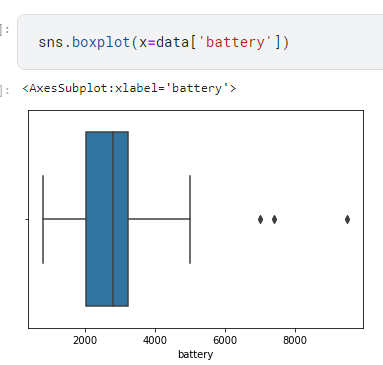 ]:
sns.boxplot(x=data['battery'])
]:
<AxesSubplot:xlabel='battery'>
2000 4000 6000 8000
battery